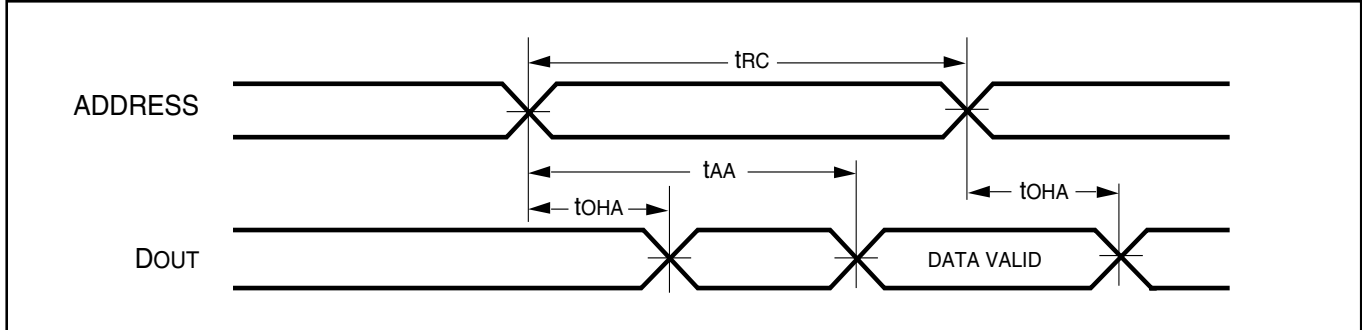 tRC
ADDRESS
tAA
tOHA
tOHA
DOUT
DATA VALID